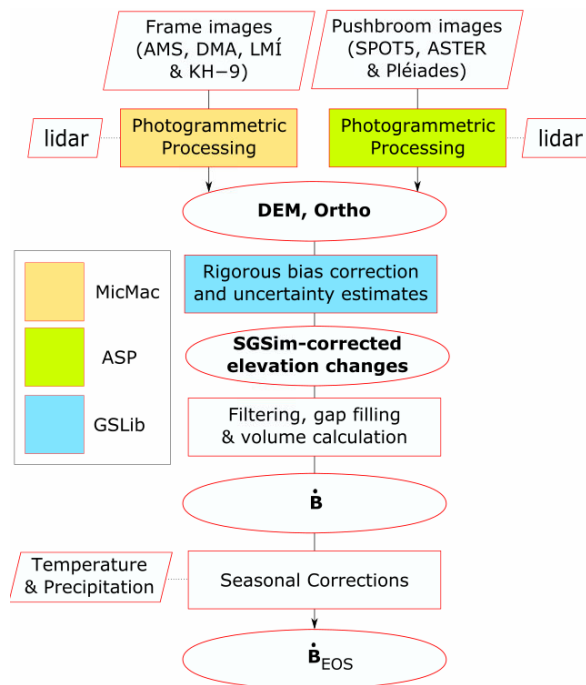 Frame images
(AMS, DMA, LMÍ
& KH−9)
Pushbroom images
(SPOT5, ASTER
& Pléiades)
lidar
Photogrammetric
Processing
Photogrammetric
Processing
lidar
DEM, Ortho
MicMac
ASP
GSLib
Rigorous bias correction
and uncertainty estimates
SGSim-corrected
elevation changes
Filtering, gap filling
& volume calculation
Ḃ
Temperature
& Precipitation
Seasonal Corrections
Ḃ_EOS